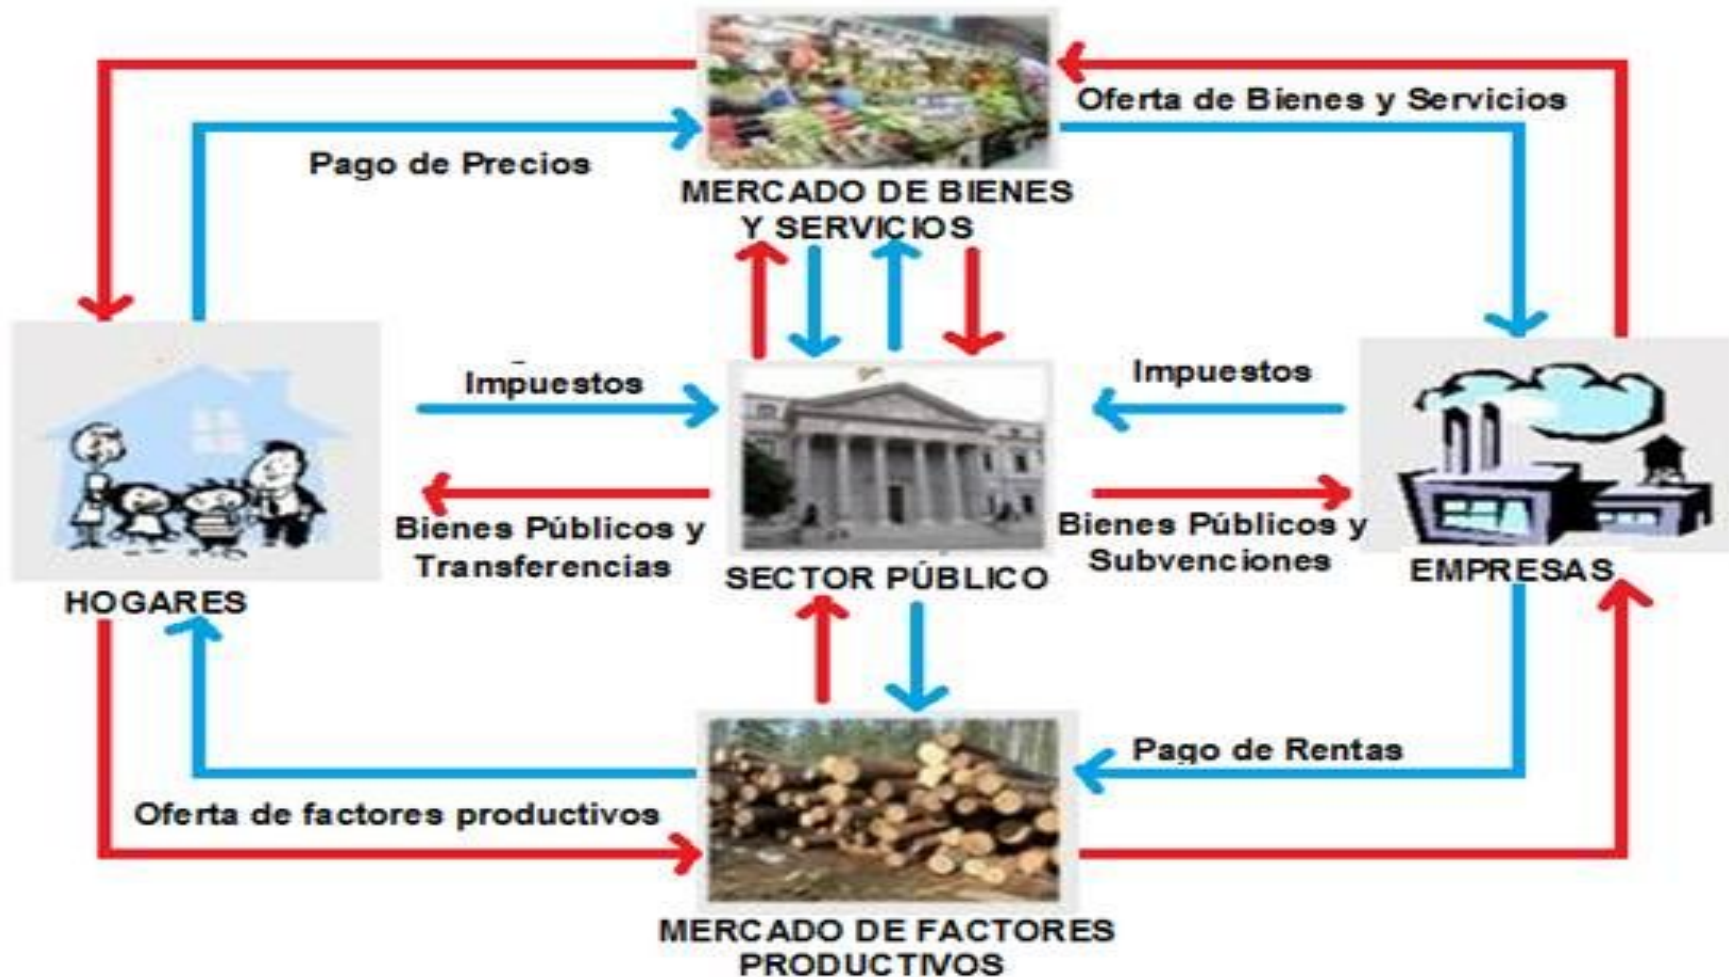 Oferta de Bienes y Servicios
Pago de Precios
MERCADO DE BIENES
Y SERVICIOS
Impuestos
Impuestos
Bienes Públicos y
Transferencias
SECTOR PÚBLICO
Bienes Públicos y
Subvenciones
EMPRESAS
HOGARES
Pago de Rentas
Oferta de factores productivos
MERCADO DE FACTORES
PRODUCTIVOS